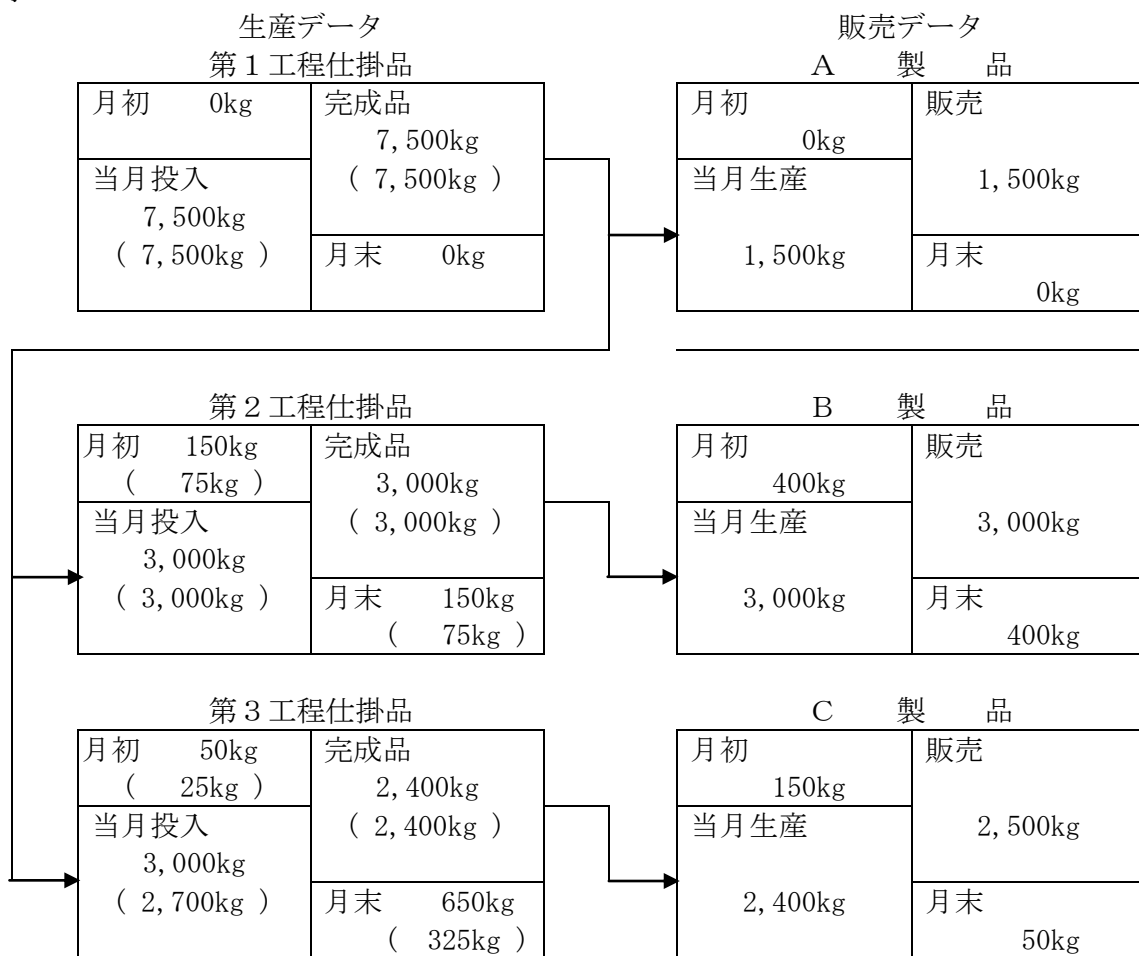 生産データ
販売データ
第１工程仕掛品
月初 0kg
完成品
7,500kg
( 7,500kg )
当月投入
7,500kg
( 7,500kg )
月末 0kg
Ａ 製 品
月初
0kg
販売
1,500kg
当月生産
1,500kg
月末
0kg
第２工程仕掛品
月初 150kg
( 75kg )
完成品
3,000kg
( 3,000kg )
当月投入
3,000kg
( 3,000kg )
月末 150kg
( 75kg )
Ｂ 製 品
月初
400kg
販売
3,000kg
当月生産
3,000kg
月末
400kg
第３工程仕掛品
月初 50kg
( 25kg )
完成品
2,400kg
( 2,400kg )
当月投入
3,000kg
( 2,700kg )
月末 650kg
( 325kg )
Ｃ 製 品
月初
150kg
販売
2,500kg
当月生産
2,400kg
月末
50kg